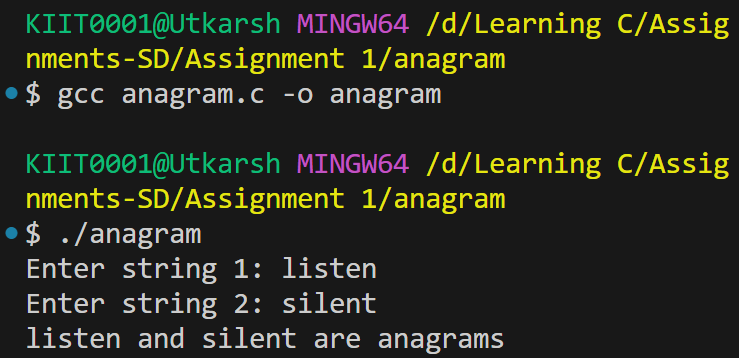 KIIT0001@Utkarsh MINGW64 /d/Learning C/Assig
nments-SD/Assignment 1/anagram
$ gcc anagram.c -o anagram
KIIT0001@Utkarsh MINGW64 /d/Learning C/Assig
nments-SD/Assignment 1/anagram
$ ./anagram
Enter string 1: listen
Enter string 2: silent
listen and silent are anagrams